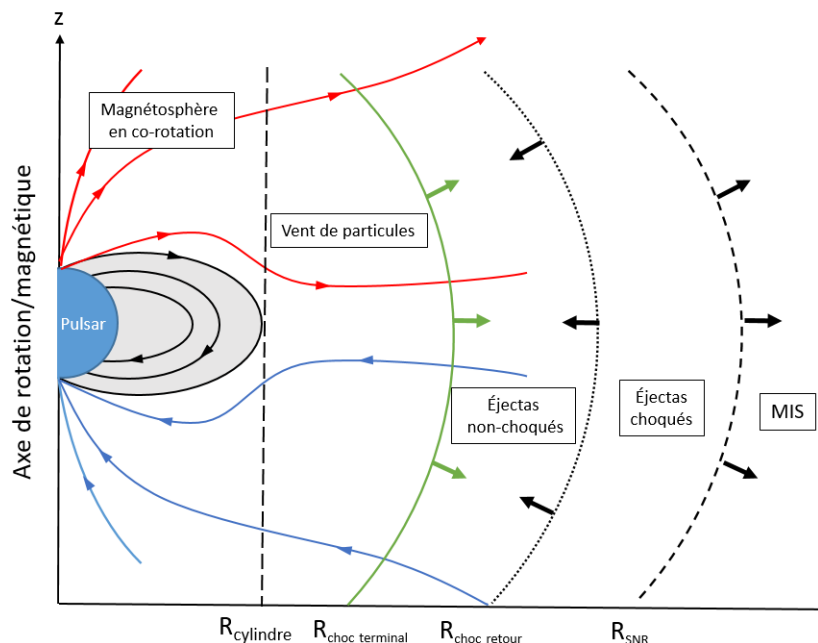 z
Magnétosphère
en co-rotation
Vent de particules
Pulsar
Axe de rotation/magnétique
Éjectas
non-choqués
Éjectas
choqués
MIS
Rcylindre
Rchoc terminal
Rchoc retour
RSNR